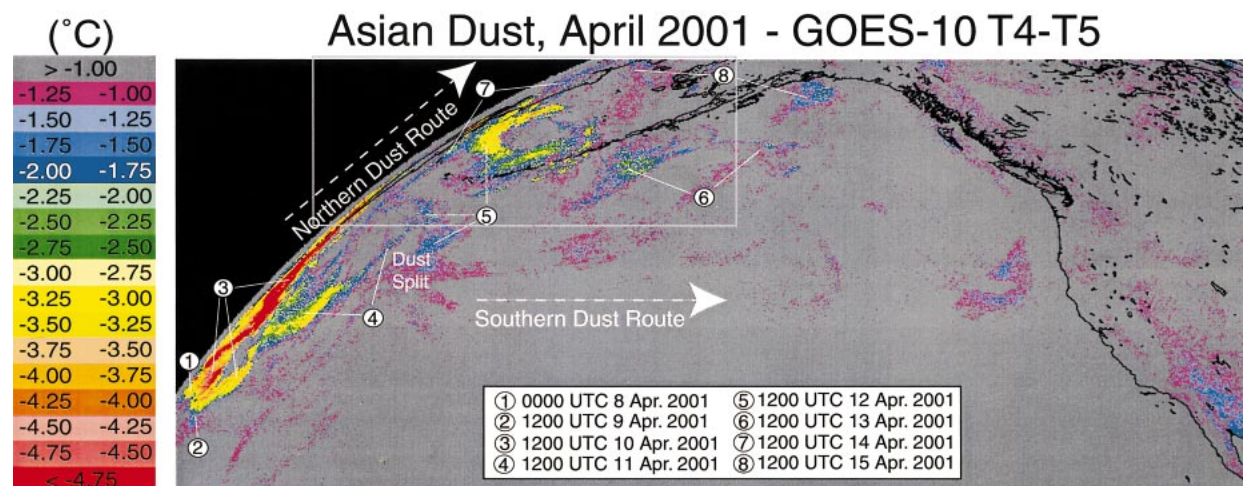 Asian Dust, April 2001 - GOES-10 T4-T5
(°C)
> -1.00
-1.25 -1.00
-1.50 -1.25
-1.75 -1.50
-2.00 -1.75
-2.25 -2.00
-2.50 -2.25
-2.75 -2.50
-3.00 -2.75
-3.25 -3.00
-3.50 -3.25
-3.75 -3.50
-4.00 -3.75
-4.25 -4.00
-4.50 -4.25
-4.75 -4.50
< -4.75
Northern Dust Route
7
8
6
5
Dust
Split
3
4
Southern Dust Route
1
2
① 0000 UTC 8 Apr. 2001
② 1200 UTC 9 Apr. 2001
③ 1200 UTC 10 Apr. 2001
④ 1200 UTC 11 Apr. 2001
⑤ 1200 UTC 12 Apr. 2001
⑥ 1200 UTC 13 Apr. 2001
⑦ 1200 UTC 14 Apr. 2001
⑧ 1200 UTC 15 Apr. 2001